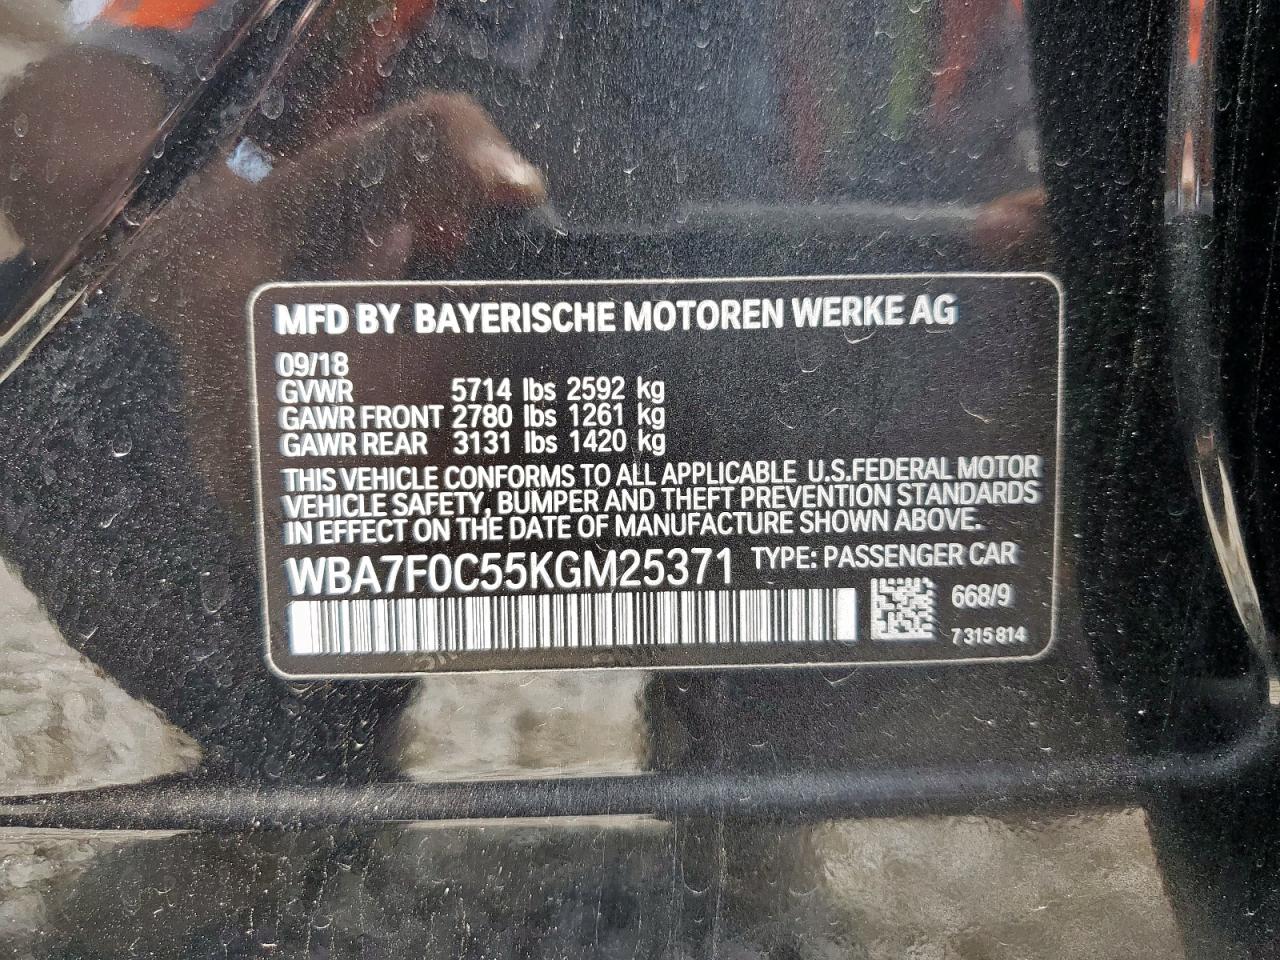 MFD BY BAYERISCHE MOTOREN WERKE AG
09/18
GVWR 5714 lbs 2592 kg
GAWR FRONT 2780 lbs 1261 kg
GAWR REAR 3131 lbs 1420 kg
THIS VEHICLE CONFORMS TO ALL APPLICABLE U.S.FEDERAL MOTOR
VEHICLE SAFETY, BUMPER AND THEFT PREVENTION STANDARDS
IN EFFECT ON THE DATE OF MANUFACTURE SHOWN ABOVE.
WBA7F0C55KGM25371 TYPE: PASSENGER CAR
668/9
7 315 814